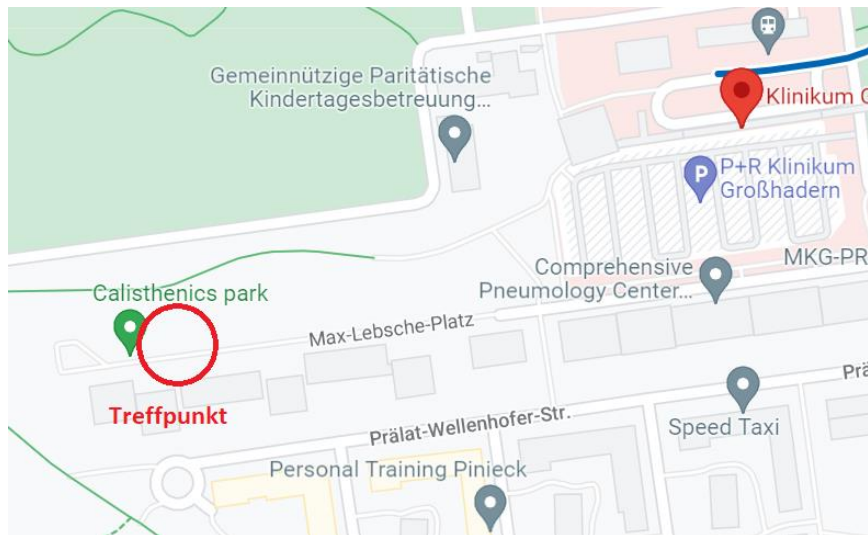 Gemeinnützige Paritätische
Kindertagesbetreuung...
Klinikum G
P
P+R Klinikum
Großhadern
Comprehensive
Pneumology Center...
MKG-PR
Calisthenics park
Max-Lebsche-Platz
Treffpunkt
Prä
Prälat-Wellenhofer-Str.
Speed Taxi
Personal Training Pinieck